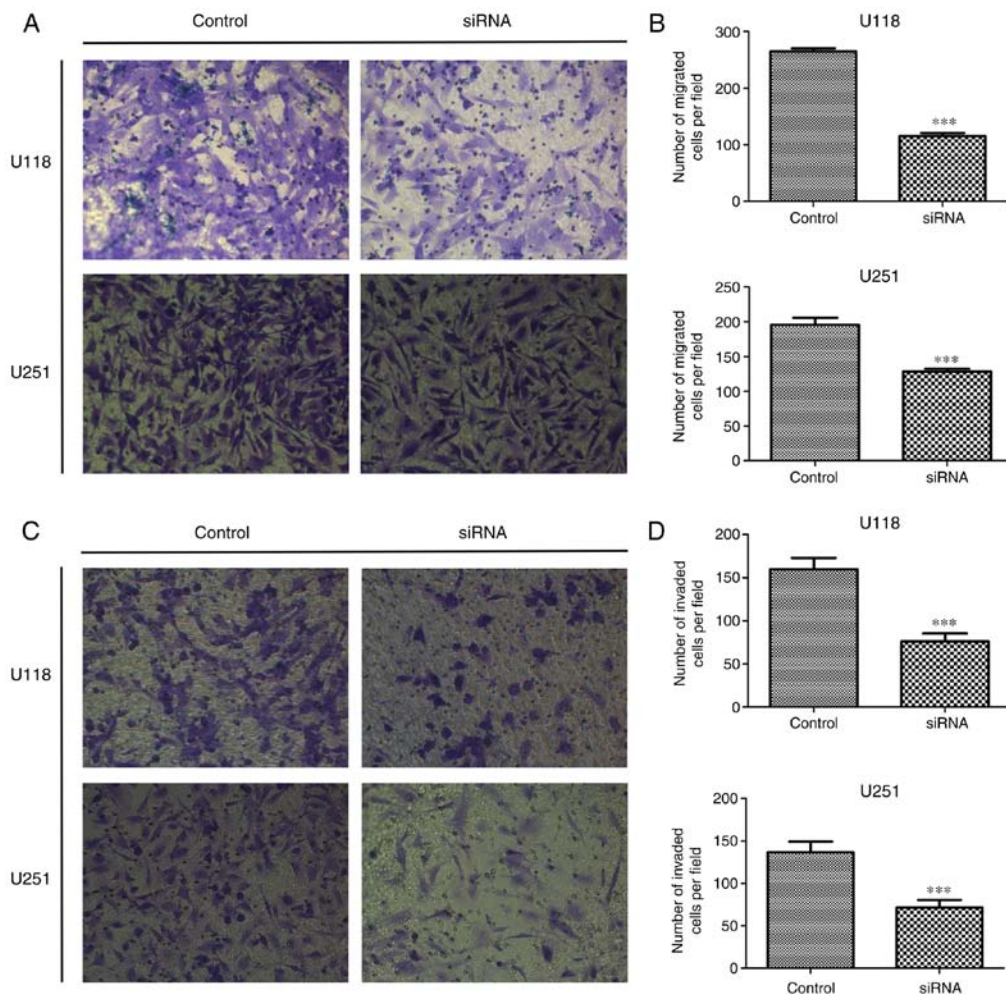 A
Control
siRNA
U118
U251
B
U118
Number of migrated
cells per field
300
200
100
0
***
Control
siRNA
U251
Number of migrated
cells per field
250
200
150
100
50
0
***
Control
siRNA
C
Control
siRNA
U118
U251
D
U118
Number of invaded
cells per field
200
150
100
50
0
***
Control
siRNA
U251
Number of invaded
cells per field
200
150
100
50
0
***
Control
siRNA